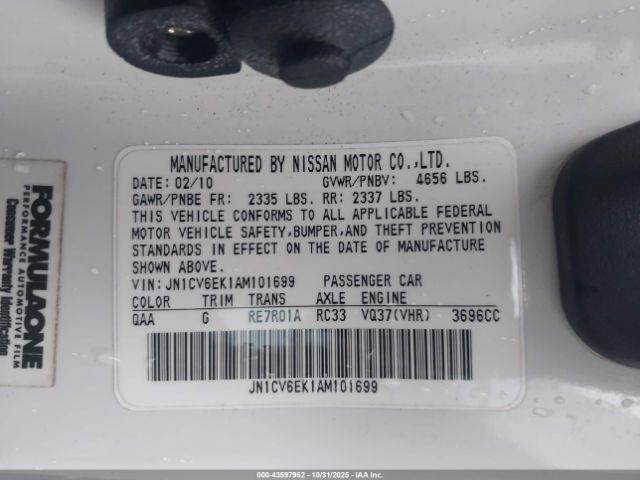 MANUFACTURED BY NISSAN MOTOR CO.,LTD.
DATE: 02/10 GVWR/PNBV: 4656 LBS.
GAWR/PNBE FR: 2335 LBS. RR: 2337 LBS.
THIS VEHICLE CONFORMS TO ALL APPLICABLE FEDERAL
MOTOR VEHICLE SAFETY,BUMPER,AND THEFT PREVENTION
STANDARDS IN EFFECT ON THE DATE OF MANUFACTURE
SHOWN ABOVE.
VIN: JN1CV6EK1AM101699 PASSENGER CAR
COLOR TRIM TRANS AXLE ENGINE
QAA G RE7R01A RC33 VQ37(VHR) 3696CC
JN1CV6EK1AM101699
FORMULAONE
PERFORMANCE AUTOMOTIVE FILM
Consumer Warranty Identification
000-43597962 - 10/31/2025 - IAA Inc.